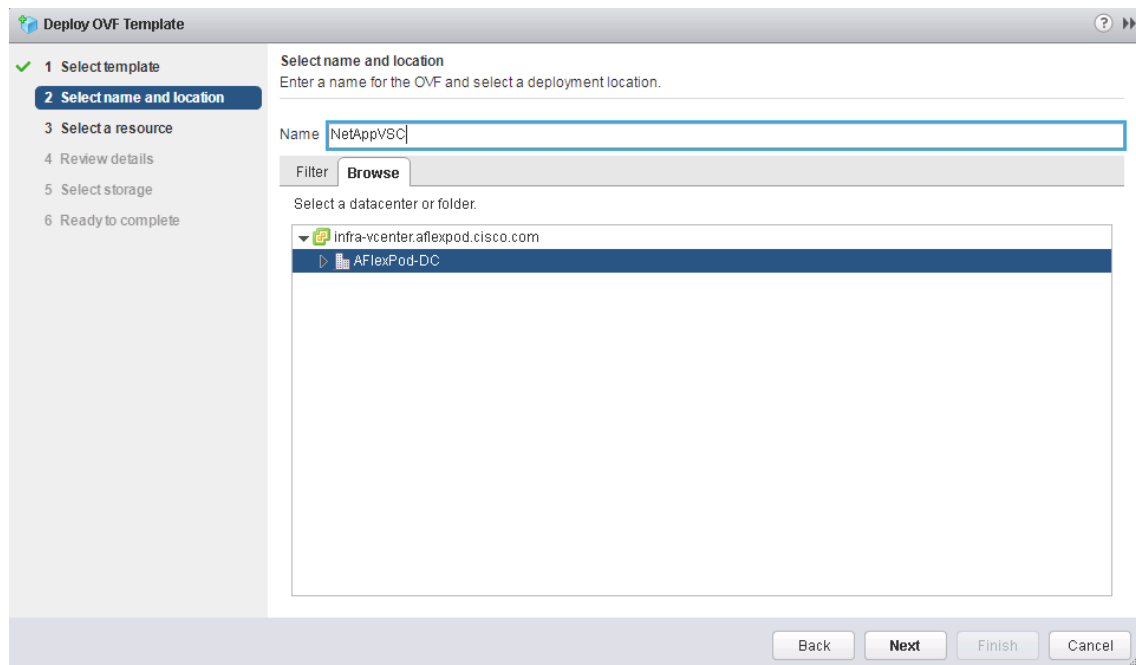 Deploy OVF Template
1 Select template
2 Select name and location
3 Select a resource
4 Review details
5 Select storage
6 Ready to complete
Select name and location
Enter a name for the OVF and select a deployment location.
Name NetAppVSC
Filter Browse
Select a datacenter or folder.
infra-vcenter.aflexpod.cisco.com
AFlexPod-DC
Back Next Finish Cancel